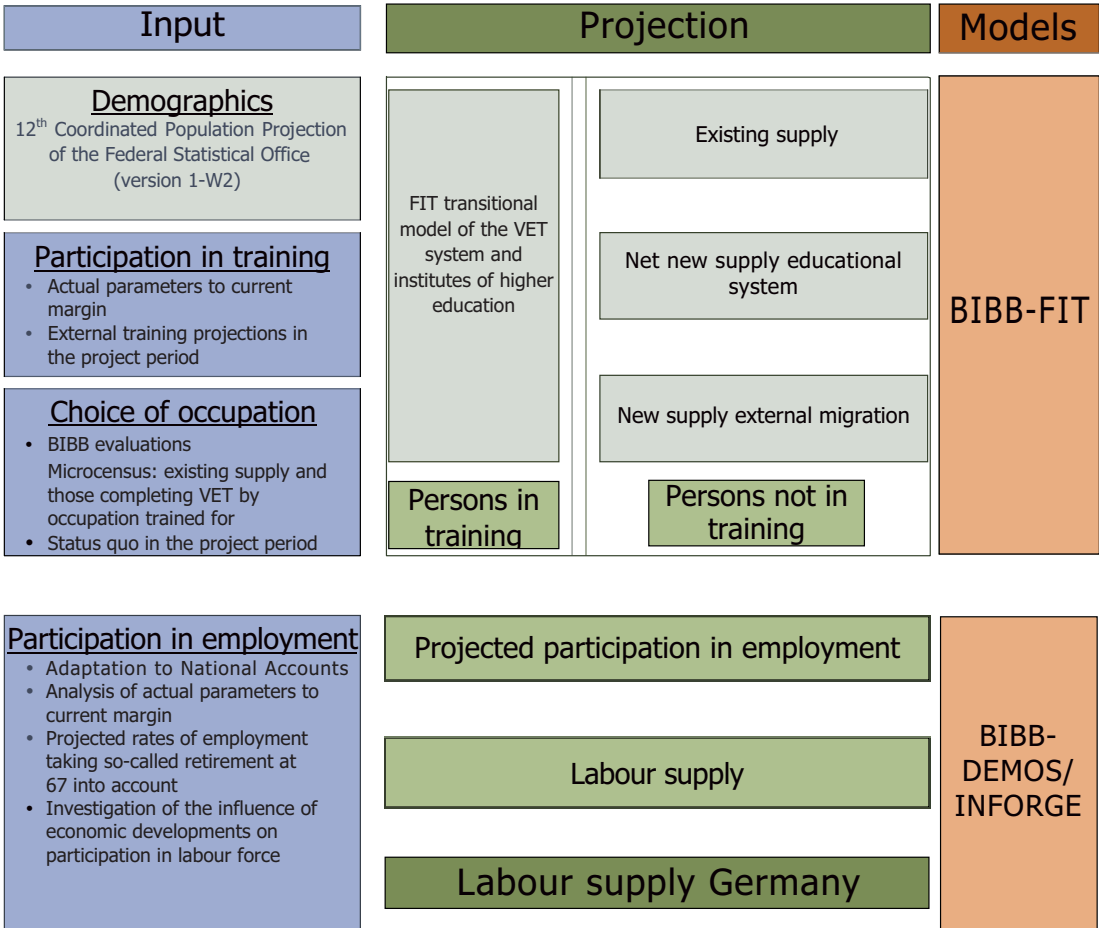 Input
Projection
Models
Demographics
12th Coordinated Population Projection
of the Federal Statistical Office
(version 1-W2)
Participation in training
• Actual parameters to current
margin
• External training projections in
the project period
Choice of occupation
• BIBB evaluations
Microcensus: existing supply and
those completing VET by
occupation trained for
• Status quo in the project period
FIT transitional
model of the VET
system and
institutes of higher
education
Persons in
training
Existing supply
Net new supply educational
system
New supply external migration
Persons not in
training
BIBB-FIT
Participation in employment
• Adaptation to National Accounts
• Analysis of actual parameters to
current margin
• Projected rates of employment
taking so-called retirement at
67 into account
• Investigation of the influence of
economic developments on
participation in labour force
Projected participation in employment
Labour supply
Labour supply Germany
BIBB-
DEMOS/
INFORGE